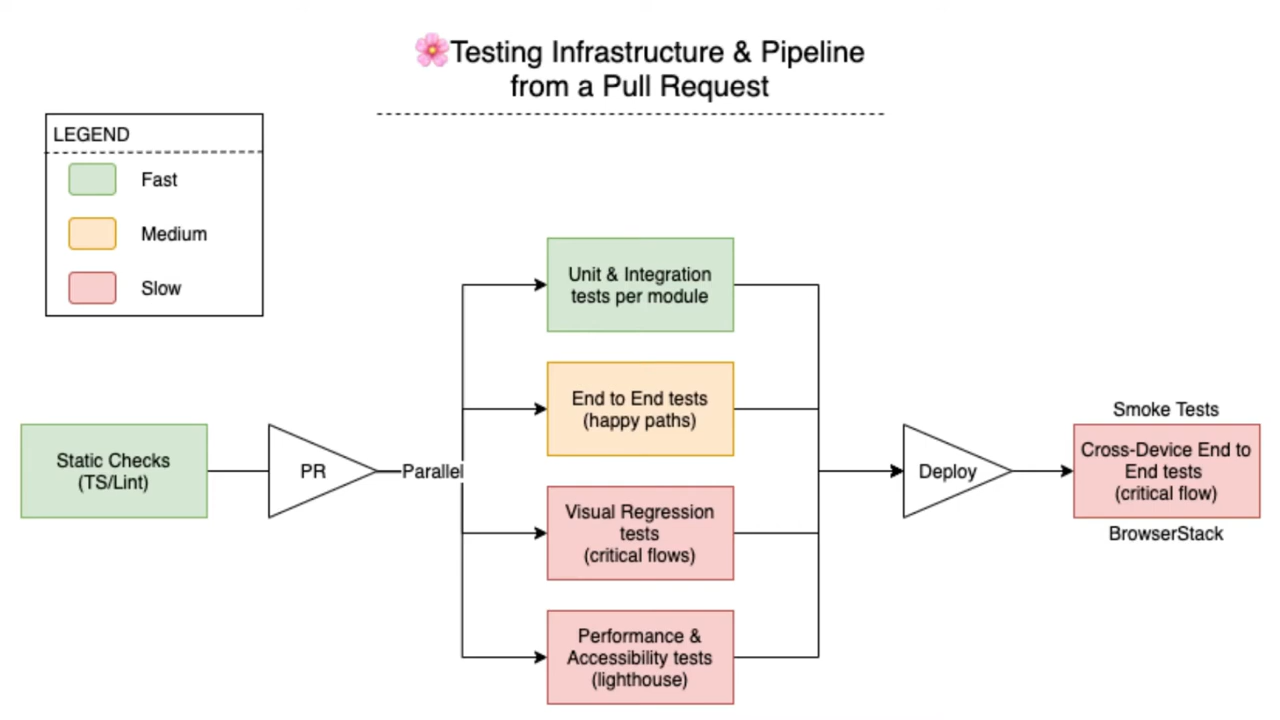 🌸Testing Infrastructure & Pipeline
from a Pull Request
LEGEND
Fast
Medium
Slow
Static Checks
(TS/Lint)
PR
Parallel
Unit & Integration
tests per module
End to End tests
(happy paths)
Visual Regression
tests
(critical flows)
Performance &
Accessibility tests
(lighthouse)
Deploy
Smoke Tests
Cross-Device End to
End tests
(critical flow)
BrowserStack